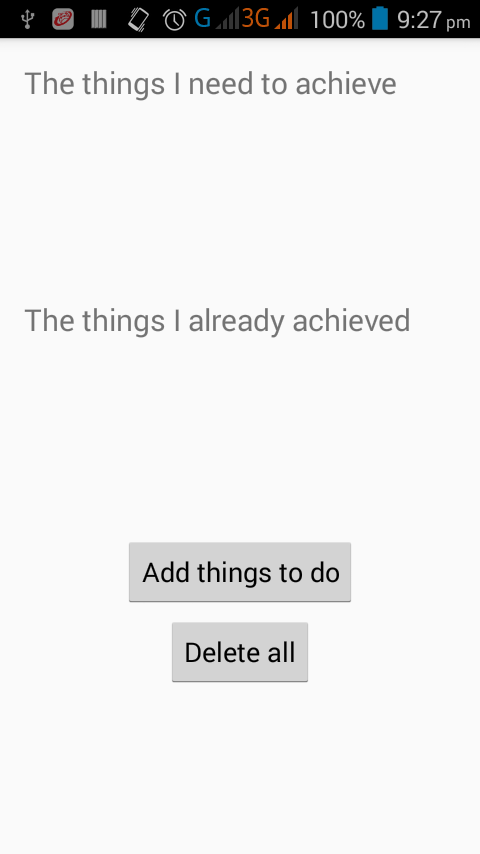 G 3G 100% 9:27 pm
The things I need to achieve
The things I already achieved
Add things to do
Delete all